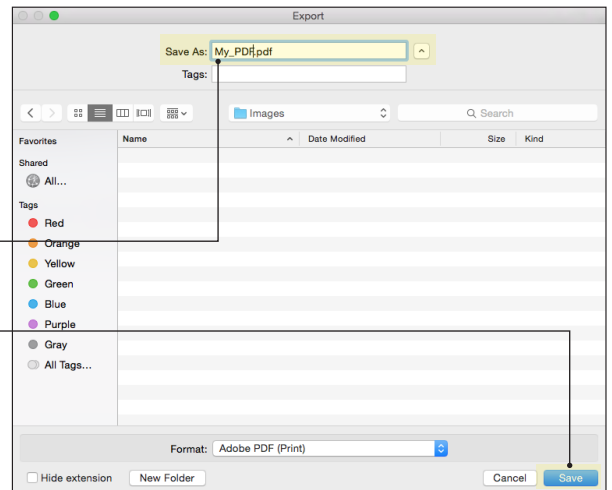 Export
Save As: My_PDF.pdf
Tags:
Images
Search
Favorites
Name Date Modified Size Kind
Shared
All...
Tags
Red
Orange
Yellow
Green
Blue
Purple
Gray
All Tags...
Format: Adobe PDF (Print)
Hide extension New Folder Cancel Save